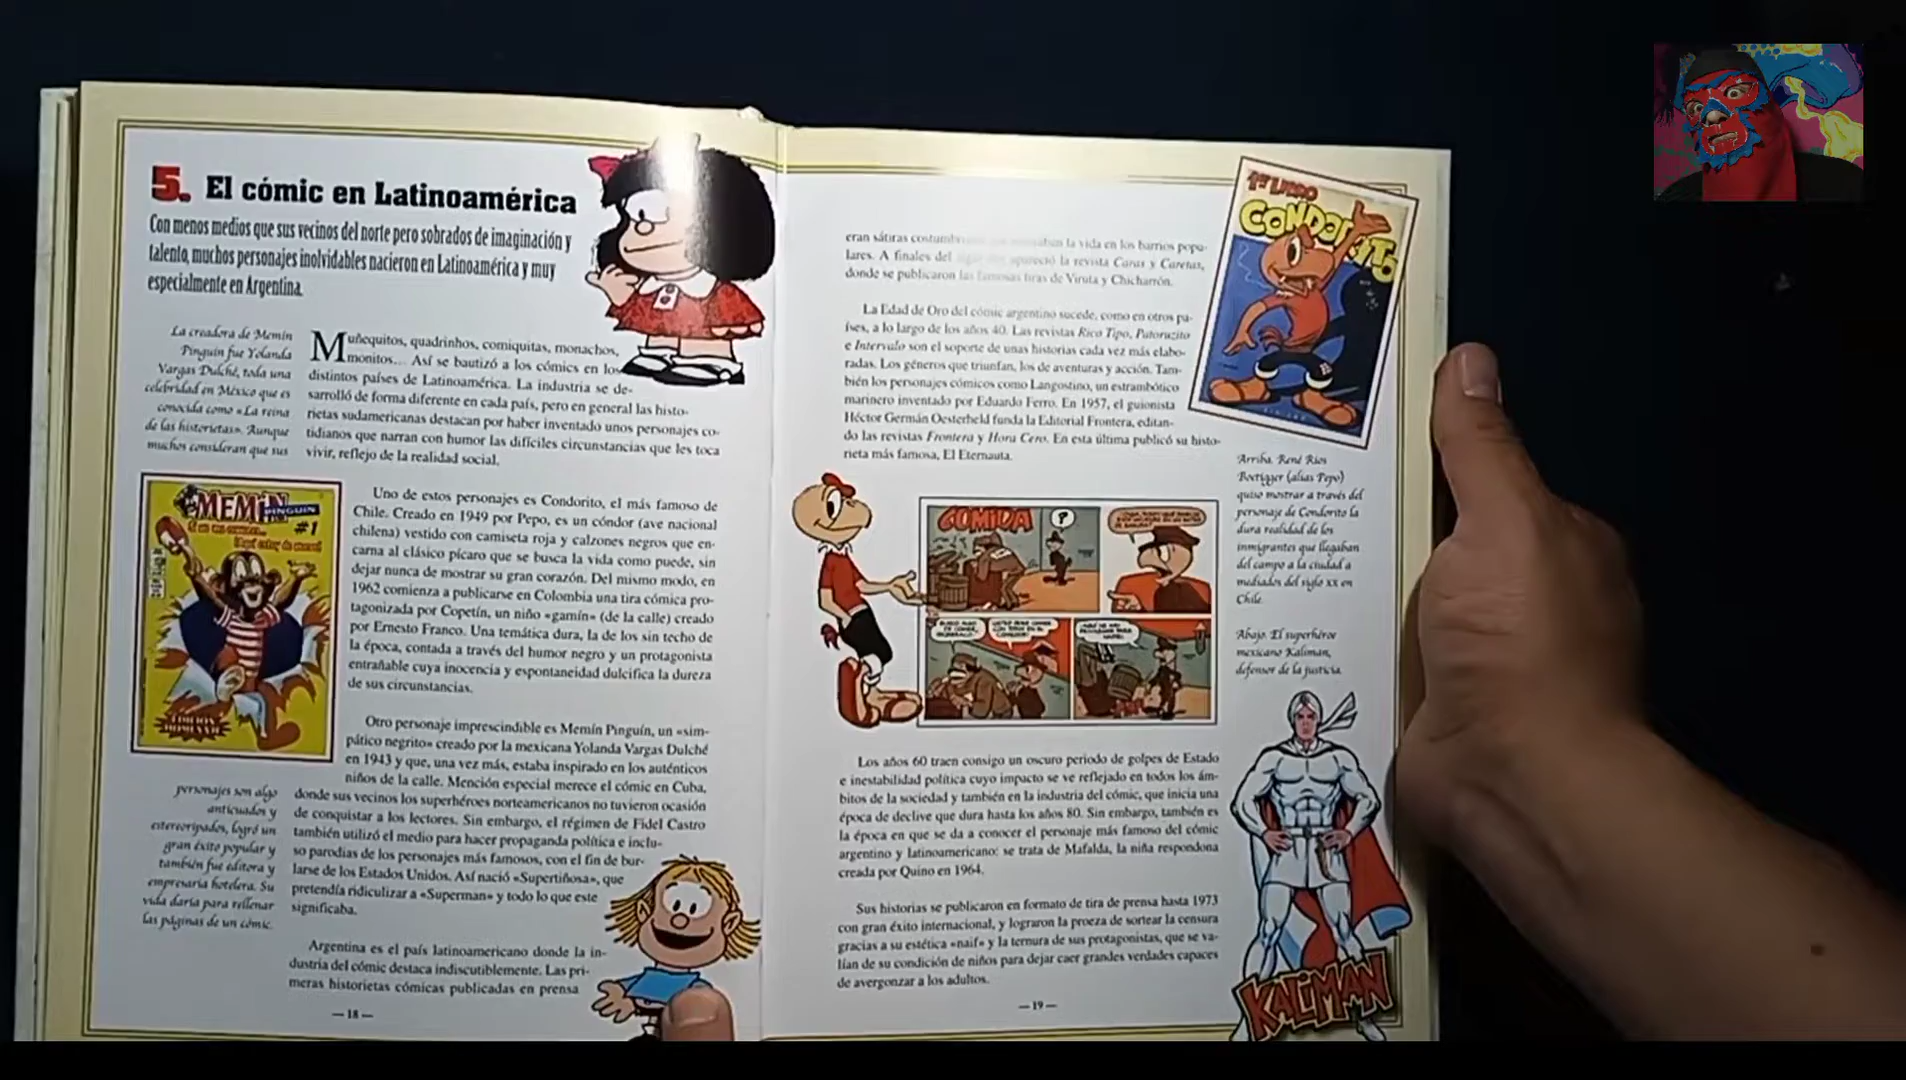 5. El cómic en Latinoamérica
Con menos medios que sus vecinos del norte pero sobrados de imaginación y
talento, muchos personajes inolvidables nacieron en Latinoamérica y muy
especialmente en Argentina.
La creadora de Memín
Pinguín fue Yolanda
Vargas Dulché, toda una
celebridad en México que es
conocida como «La reina
de las historietas». Aunque
muchos consideran que sus
MEMÍN
PINGUIN
#1
personajes son algo
anticuados y
estereotipados, logró un
gran éxito popular y
también fue editora y
empresaria hotelera. Su
vida daría para rellenar
las páginas de un cómic.
Muñequitos, quadrinhos, comiquitas, monachos,
monitos... Así se bautizó a los cómics en los
distintos países de Latinoamérica. La industria se de-
sarrolló de forma diferente en cada país, pero en general las histo-
rietas sudamericanas destacan por haber inventado unos personajes co-
tidianos que narran con humor las difíciles circunstancias que les toca
vivir, reflejo de la realidad social.
Uno de estos personajes es Condorito, el más famoso de
Chile. Creado en 1949 por Pepo, es un cóndor (ave nacional
chilena) vestido con camiseta roja y calzones negros que en-
carna al clásico pícaro que se busca la vida como puede, sin
dejar nunca de mostrar su gran corazón. Del mismo modo, en
1962 comienza a publicarse en Colombia una tira cómica pro-
tagonizada por Copetín, un niño «gamín» (de la calle) creado
por Ernesto Franco. Una temática dura, la de los sin techo de
la época, contada a través del humor negro y un protagonista
entrañable cuya inocencia y espontaneidad dulcifica la dureza
de sus circunstancias.
Otro personaje imprescindible es Memín Pinguín, un «sim-
pático negrito» creado por la mexicana Yolanda Vargas Dulché
en 1943 y que, una vez más, estaba inspirado en los auténticos
niños de la calle. Mención especial merece el cómic en Cuba,
donde sus vecinos los superhéroes norteamericanos no tuvieron ocasión
de conquistar a los lectores. Sin embargo, el régimen de Fidel Castro
también utilizó el medio para hacer propaganda política e inclu-
so parodias de los personajes más famosos, con el fin de bur-
larse de los Estados Unidos. Así nació «Supertiñosa», que
pretendía ridiculizar a «Superman» y todo lo que este
significaba.
Argentina es el país latinoamericano donde la in-
dustria del cómic destaca indiscutiblemente. Las pri-
meras historietas cómicas publicadas en prensa
— 18 —
eran sátiras la vida en los barrios popu-
lares. A finales del apareció la revista Caras y Caretas,
donde se publicaron las famosas tiras de Viruta y Chicharrón.
La Edad de Oro del cómic argentino sucede, como en otros pa-
íses, a lo largo de los años 40. Las revistas Rico Tipo, Patoruzito
e Intervalo son el soporte de unas historias cada vez más elabo-
radas. Los géneros que triunfan, los de aventuras y acción. Tam-
bién los personajes cómicos como Langostino, un estrambótico
marinero inventado por Eduardo Ferro. En 1957, el guionista
Héctor Germán Oesterheld funda la Editorial Frontera, editan-
do las revistas Frontera y Hora Cero. En esta última publicó su histo-
rieta más famosa, El Eternauta.
CONDORITO
COMIDA
?
Arriba. René Ríos
Boettiger (alias Pepo)
quiso mostrar a través del
personaje de Condorito la
dura realidad de los
inmigrantes que llegaban
del campo a la ciudad a
mediados del siglo XX en
Chile.
Abajo. El superhéroe
mexicano Kaliman,
defensor de la justicia.
Los años 60 traen consigo un oscuro periodo de golpes de Estado
e inestabilidad política cuyo impacto se ve reflejado en todos los ám-
bitos de la sociedad y también en la industria del cómic, que inicia una
época de declive que dura hasta los años 80. Sin embargo, también es
la época en que se da a conocer el personaje más famoso del cómic
argentino y latinoamericano: se trata de Mafalda, la niña respondona
creada por Quino en 1964.
Sus historias se publicaron en formato de tira de prensa hasta 1973
con gran éxito internacional, y lograron la proeza de sortear la censura
gracias a su estética «naif» y la ternura de sus protagonistas, que se va-
lían de su condición de niños para dejar caer grandes verdades capaces
de avergonzar a los adultos.
KALIMAN
— 19 —